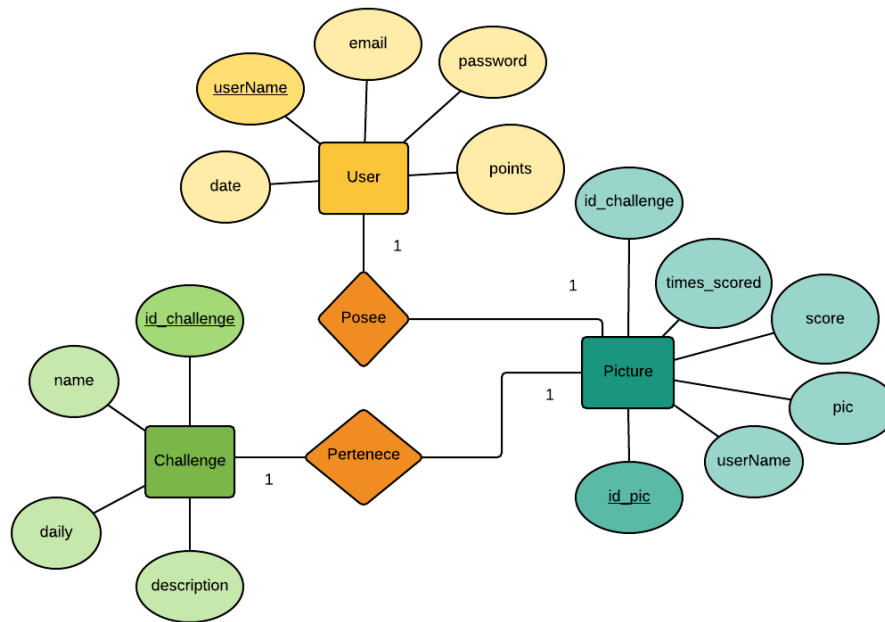 email
password
userName
User
points
date
id_challenge
1
times_scored
1
id_challenge
Posee
score
name
Picture
1
pic
Challenge
Pertenece
userName
1
id_pic
daily
description